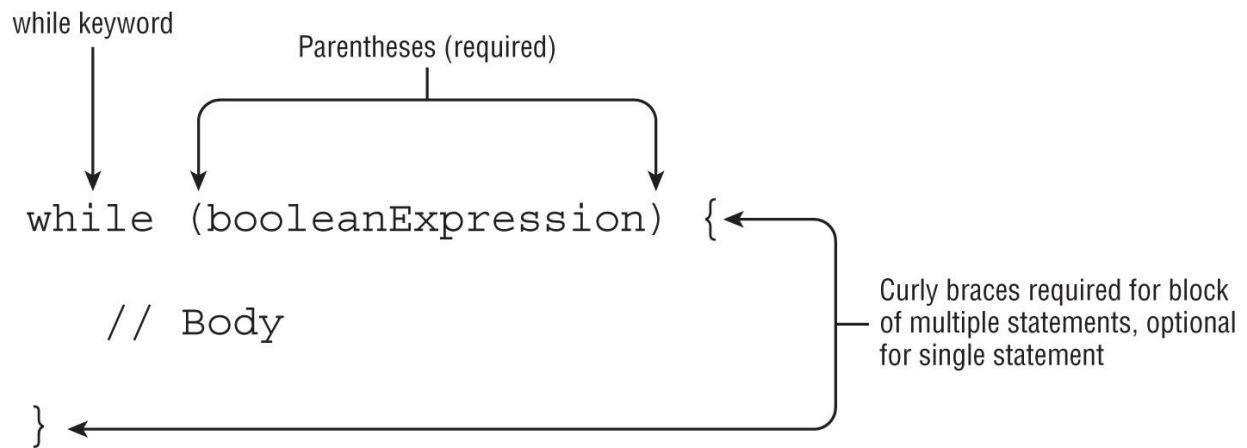 while keyword
Parentheses (required)
while (booleanExpression) {
// Body
Curly braces required for block
of multiple statements, optional
for single statement
}